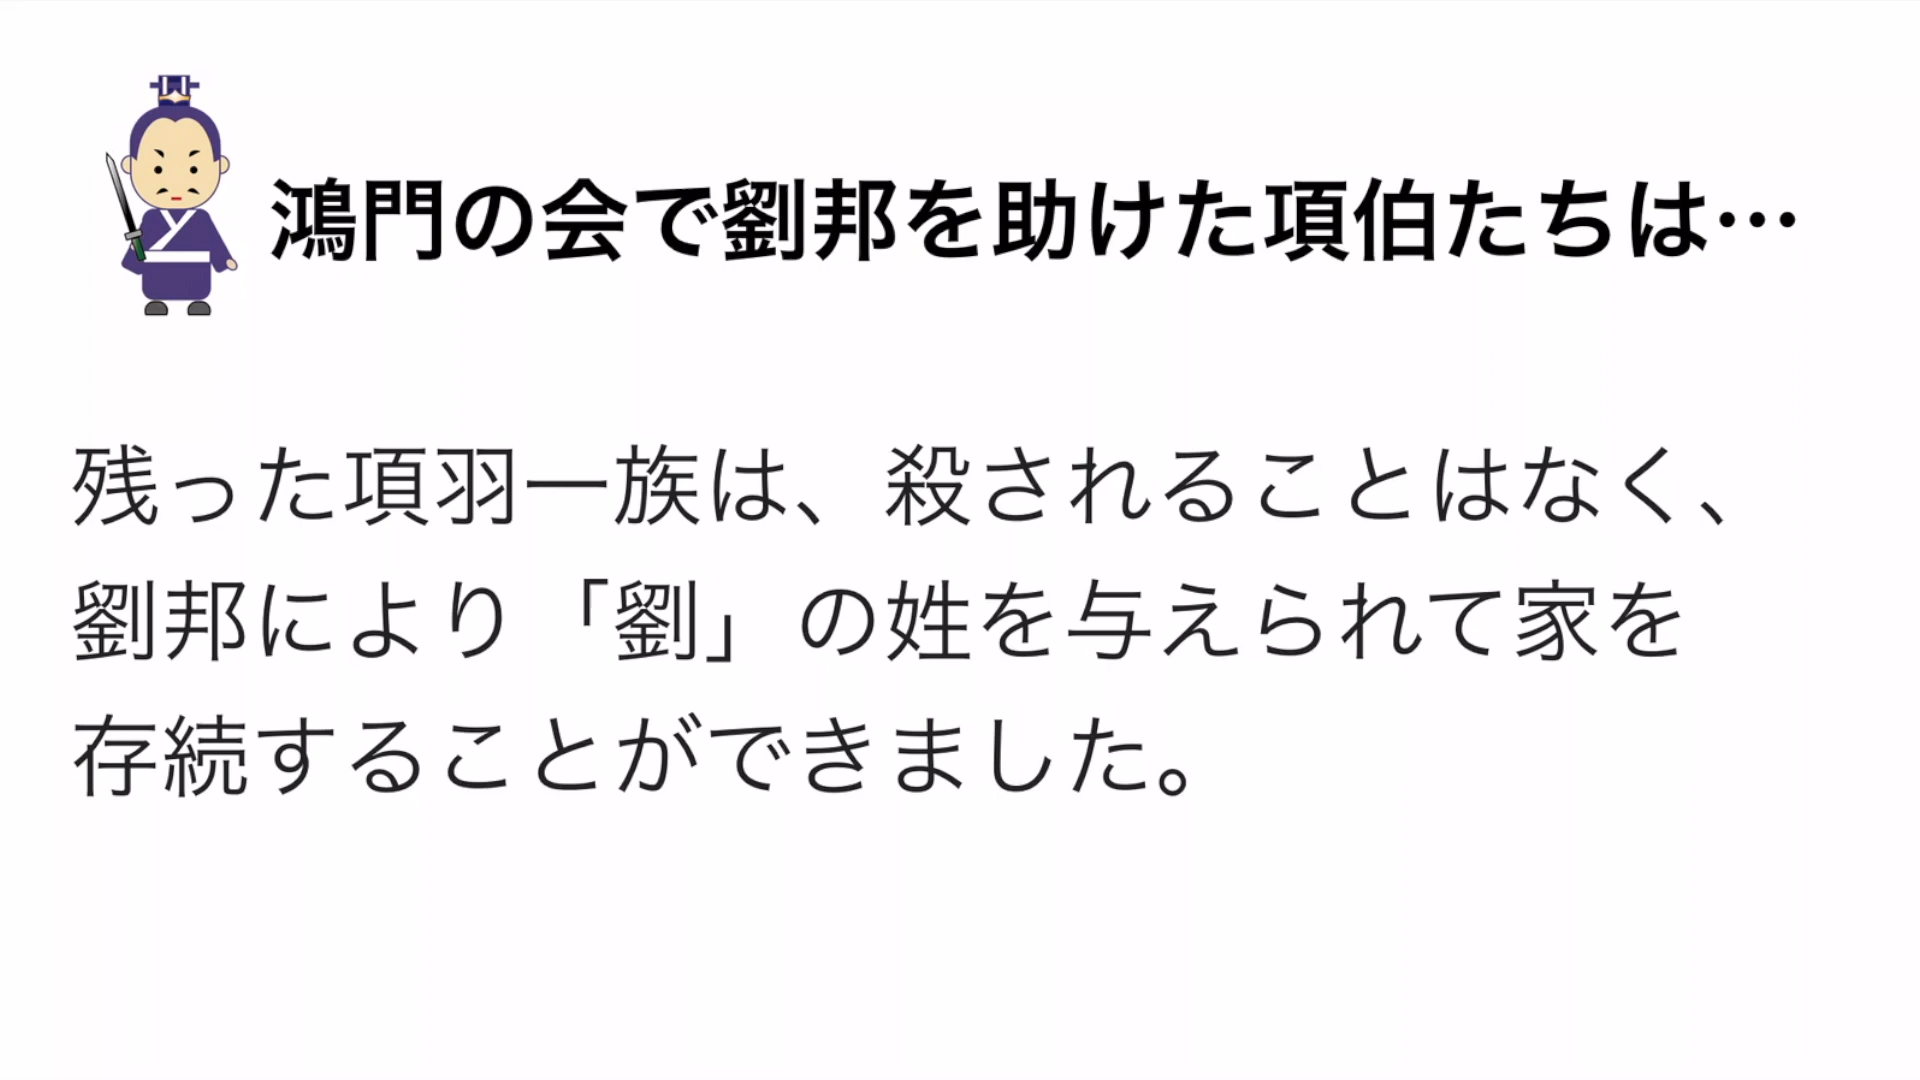 鴻門の会で劉邦を助けた項伯たちは…
残った項羽一族は、殺されることはなく、
劉邦により「劉」の姓を与えられて家を
存続することができました。